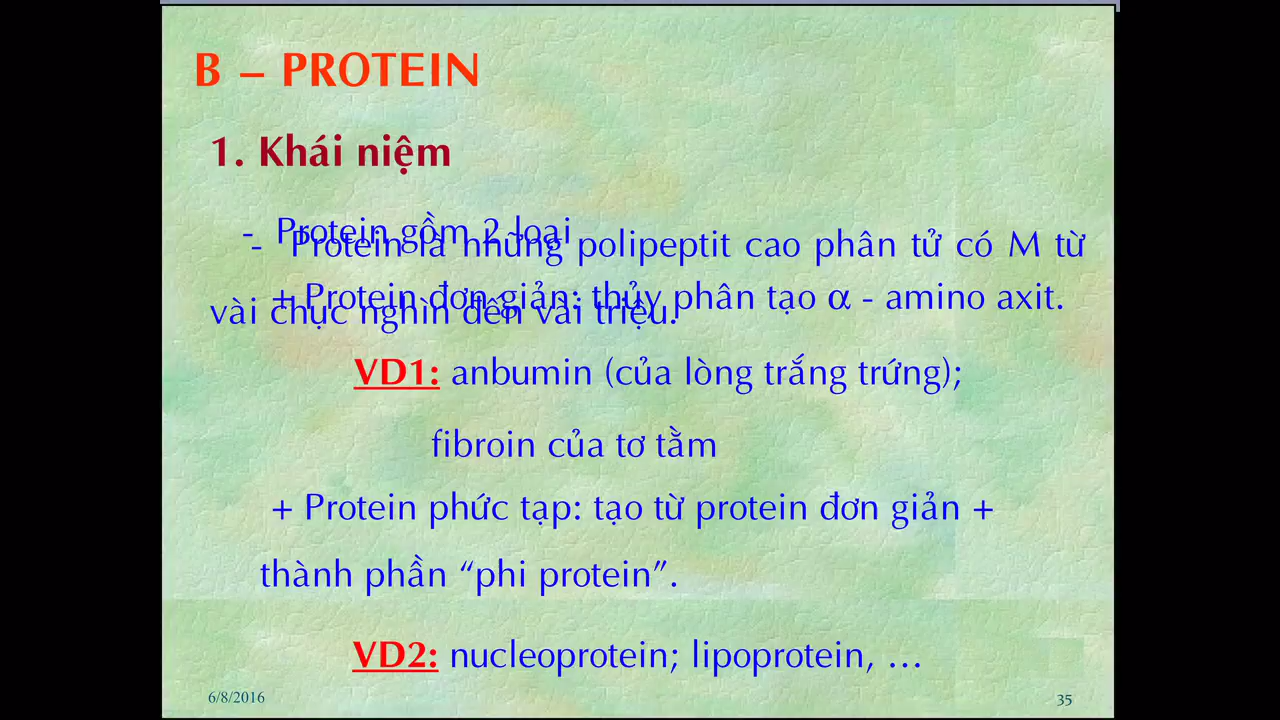 B – PROTEIN
1. Khái niệm
- Protein gồm 2 loại
- Protein là những polipeptit cao phân tử có M từ
vài chục nghìn đến vài triệu.
+ Protein đơn giản: thủy phân tạo α - amino axit.
VD1: anbumin (của lòng trắng trứng);
fibroin của tơ tằm
+ Protein phức tạp: tạo từ protein đơn giản +
thành phần “phi protein”.
VD2: nucleoprotein; lipoprotein, …
6/8/2016
35